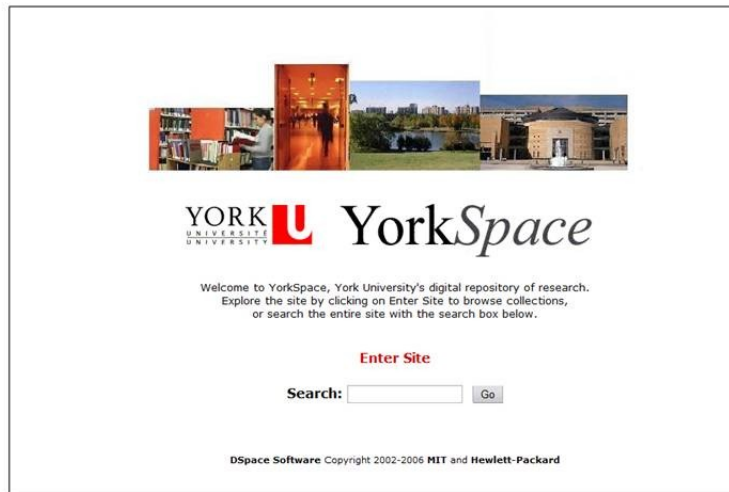 YORK U
UNIVERSITÉ
UNIVERSITY
YorkSpace
Welcome to YorkSpace, York University's digital repository of research.
Explore the site by clicking on Enter Site to browse collections,
or search the entire site with the search box below.
Enter Site
Search:
Go
DSpace Software Copyright 2002-2006 MIT and Hewlett-Packard